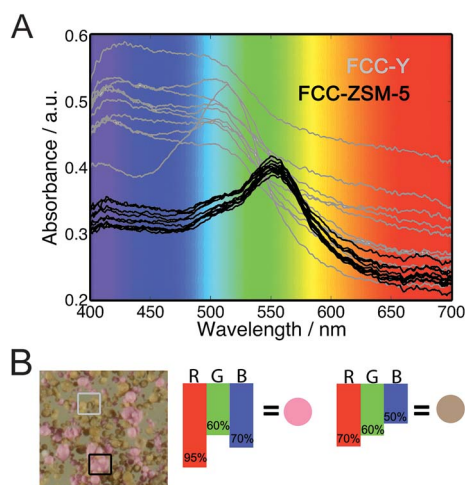 A
0.6
0.5
0.4
0.3
0.2
Absorbance / a.u.
FCC-Y
FCC-ZSM-5
400 450 500 550 600 650 700
Wavelength / nm
B
R G B R G B
95% 60% 70% = 70% 60% 50% =